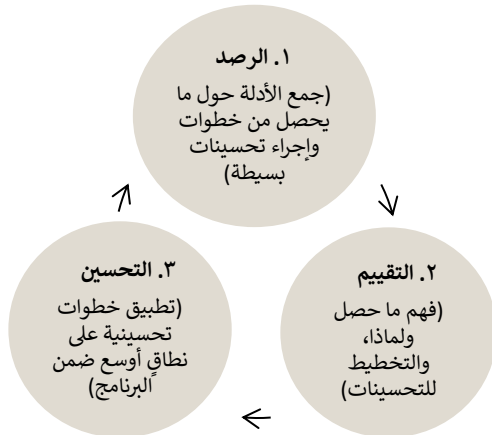 ١. الرصد
(جمع الأدلة حول ما
يحصل من خطوات
وإجراء تحسينات
بسيطة)
٢. التقييم
(فهم ما حصل
ولماذا،
والتخطيط
للتحسينات)
٣. التحسين
(تطبيق خطوات
تحسينية على
نطاقٍ أوسع ضمن
البرنامج)